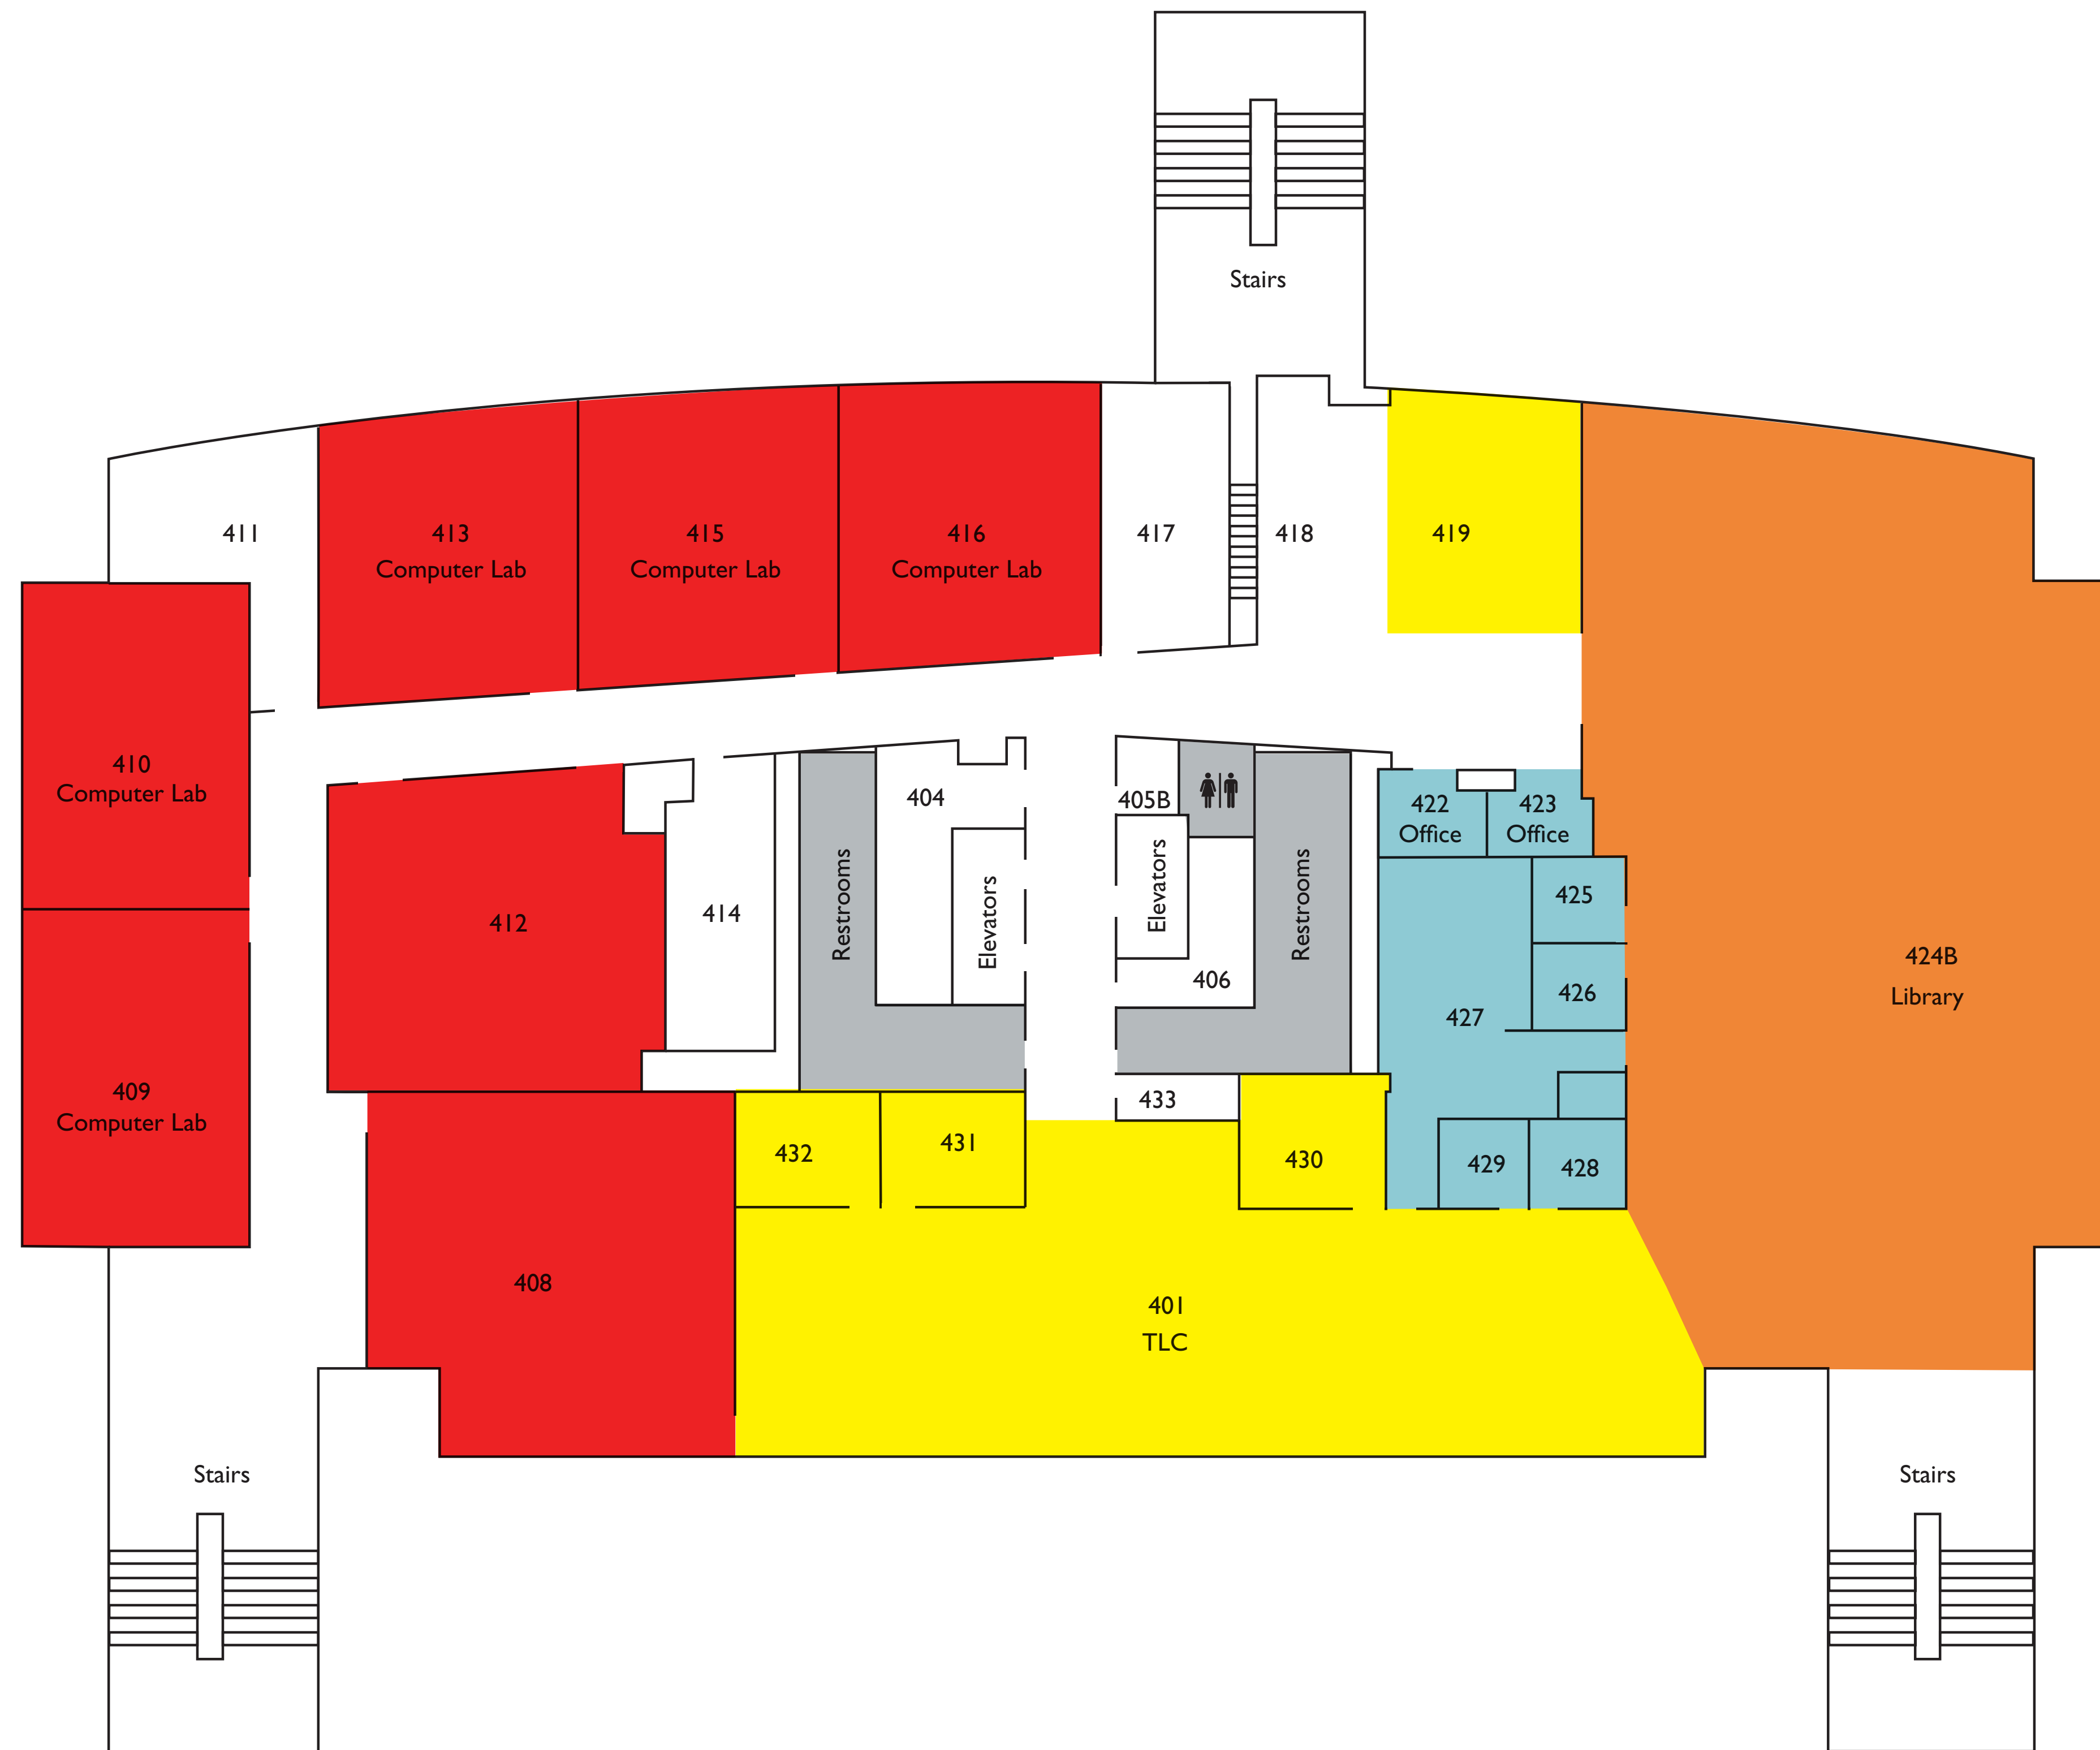 Stairs
411
413
Computer Lab
415
Computer Lab
416
Computer Lab
417
418
419
410
Computer Lab
412
414
Restrooms
404
Elevators
405B
Elevators
406
Restrooms
422
Office
423
Office
425
426
427
424B
Library
409
Computer Lab
433
432
431
430
429
428
408
401
TLC
Stairs
Stairs